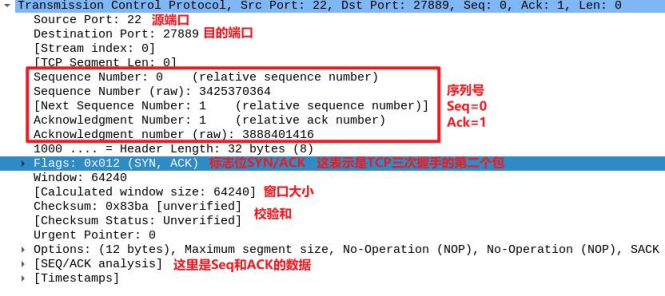 Transmission Control Protocol, Src Port: 22, Dst Port: 27889, Seq: 0, Ack: 1, Len: 0
Source Port: 22 源端口
Destination Port: 27889 目的端口
[Stream index: 0]
[TCP Segment Len: 0]
Sequence Number: 0 (relative sequence number)
Sequence Number (raw): 3425370364
[Next Sequence Number: 1 (relative sequence number)]
Acknowledgment Number: 1 (relative ack number)
Acknowledgment number (raw): 3888401416
序列号
Seq=0
Ack=1
1000 .... = Header Length: 32 bytes (8)
Flags: 0x012 (SYN, ACK) 标志位SYN/ACK 这表示是TCP三次握手的第二个包
Window: 64240
[Calculated window size: 64240] 窗口大小
Checksum: 0x83ba [unverified]
[Checksum Status: Unverified] 校验和
Urgent Pointer: 0
Options: (12 bytes), Maximum segment size, No-Operation (NOP), No-Operation (NOP), SACK
[SEQ/ACK analysis] 这里是Seq和ACK的数据
[Timestamps]